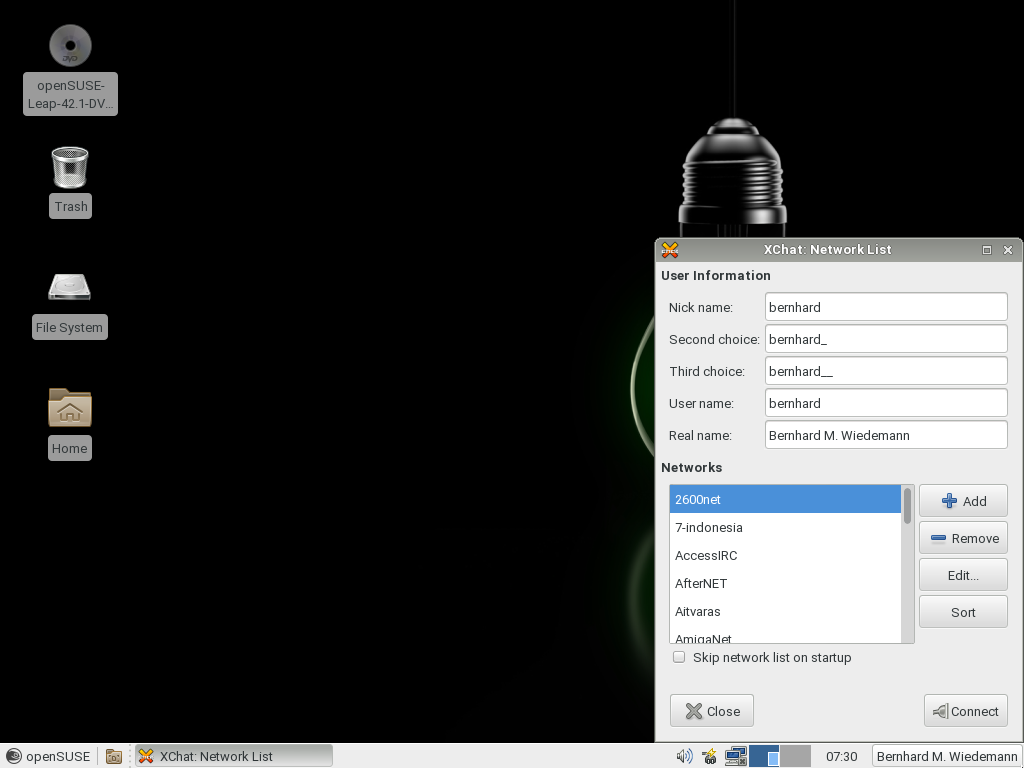 openSUSE-
Leap-42.1-DV...
Trash
File System
Home
XChat: Network List
User Information
Nick name: bernhard
Second choice: bernhard_
Third choice: bernhard__
User name: bernhard
Real name: Bernhard M. Wiedemann
Networks
2600net
7-indonesia
AccessIRC
AfterNET
Aitvaras
AmigaNet
Add
Remove
Edit...
Sort
Skip network list on startup
Close
Connect
openSUSE
XChat: Network List
07:30
Bernhard M. Wiedemann